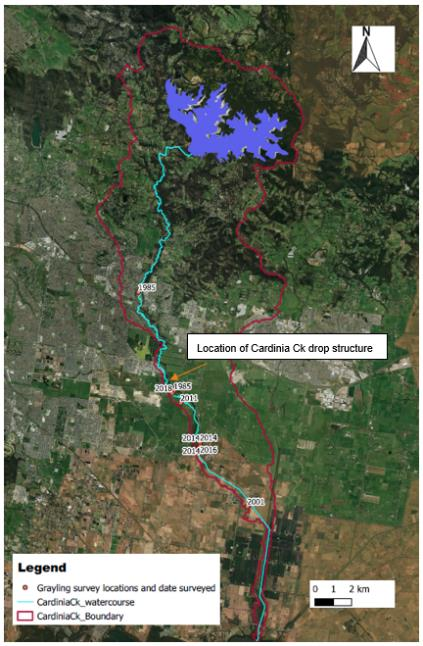 N
1985
Location of Cardinia Ck drop structure
2018 1985
2011
2014 2014
2014 2016
2001
Legend
Grayling survey locations and date surveyed
CardiniaCk_watercourse
CardiniaCk_Boundary
0 1 2 km